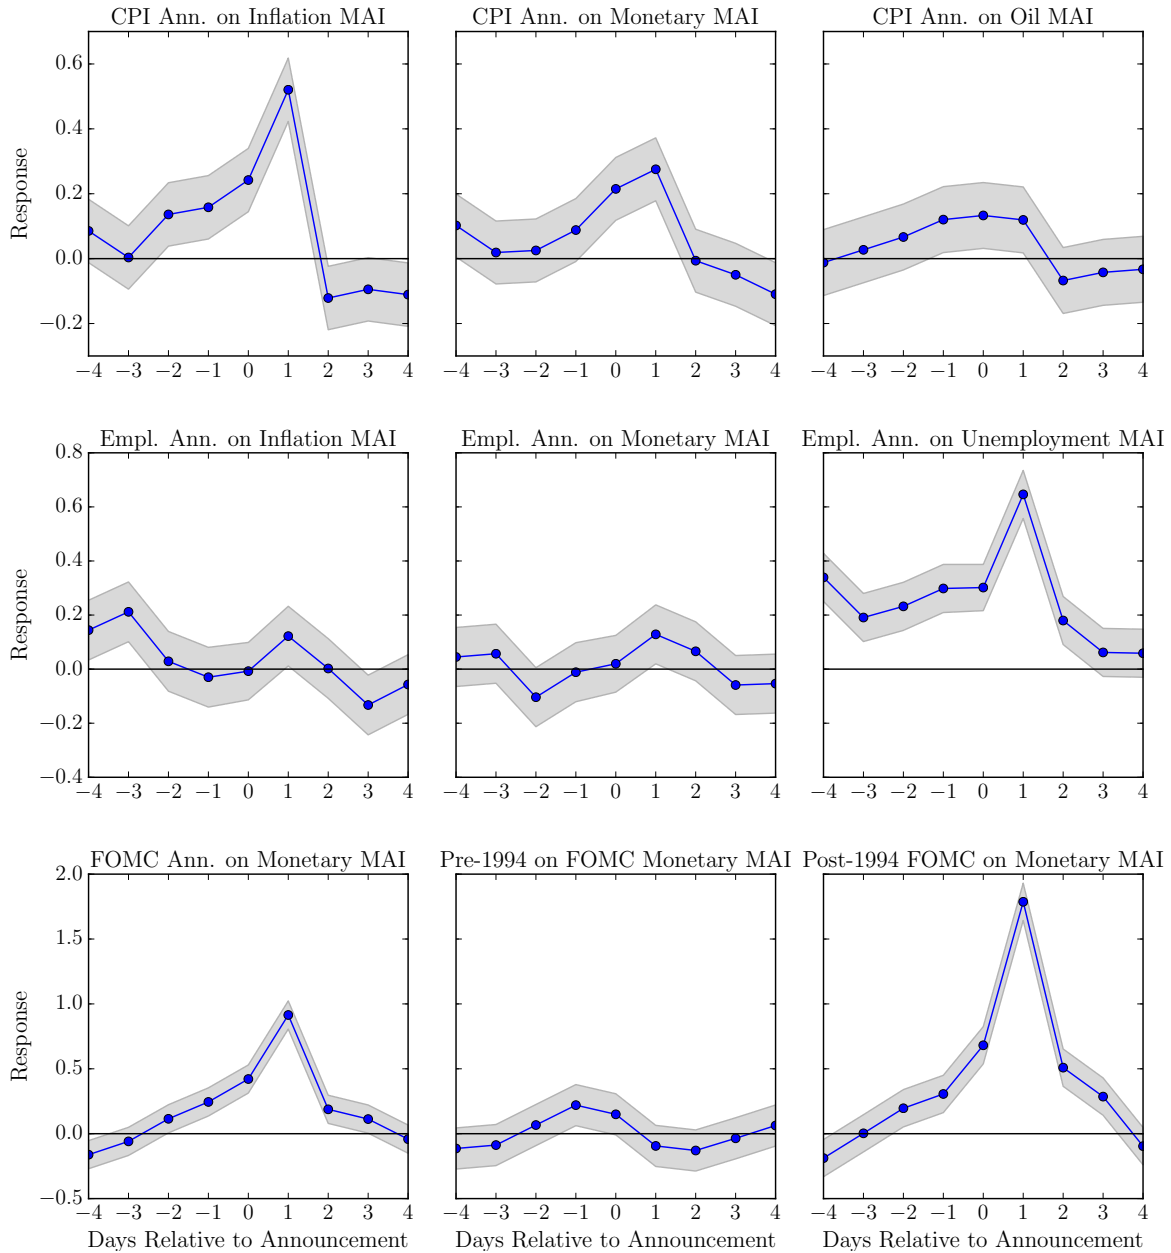 CPI Ann. on Inflation MAI
CPI Ann. on Monetary MAI
CPI Ann. on Oil MAI
Response
0.6
0.4
0.2
0.0
−0.2
−4 −3 −2 −1 0 1 2 3 4
−4 −3 −2 −1 0 1 2 3 4
−4 −3 −2 −1 0 1 2 3 4
Empl. Ann. on Inflation MAI
Empl. Ann. on Monetary MAI
Empl. Ann. on Unemployment MAI
Response
0.8
0.6
0.4
0.2
0.0
−0.2
−0.4
−4 −3 −2 −1 0 1 2 3 4
−4 −3 −2 −1 0 1 2 3 4
−4 −3 −2 −1 0 1 2 3 4
FOMC Ann. on Monetary MAI
Pre-1994 on FOMC Monetary MAI
Post-1994 FOMC on Monetary MAI
Response
2.0
1.5
1.0
0.5
0.0
−0.5
−4 −3 −2 −1 0 1 2 3 4
−4 −3 −2 −1 0 1 2 3 4
−4 −3 −2 −1 0 1 2 3 4
Days Relative to Announcement
Days Relative to Announcement
Days Relative to Announcement